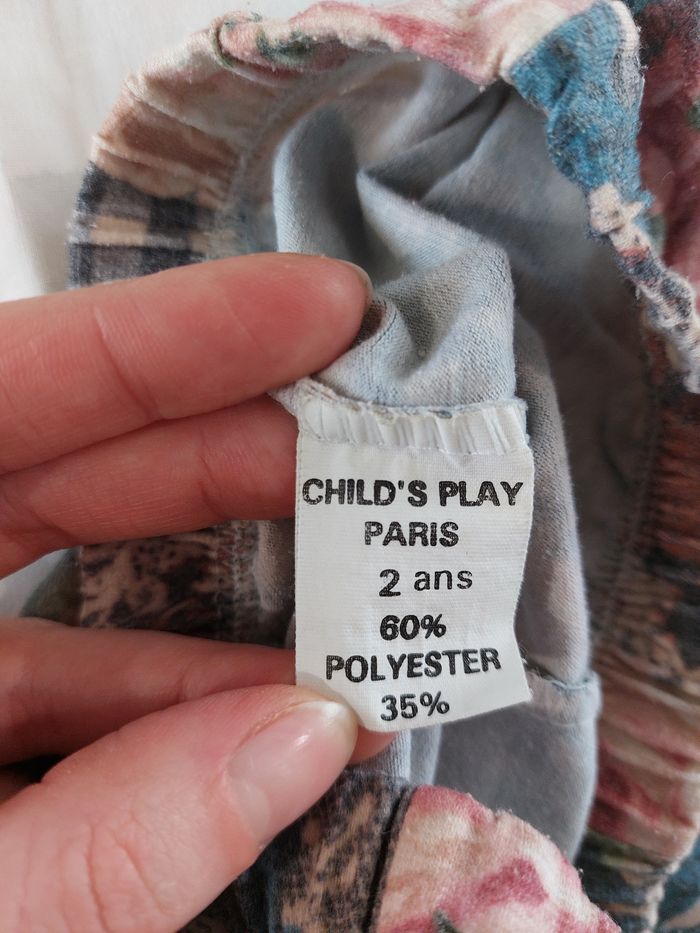 CHILD'S PLAY
PARIS
2 ans
60%
POLYESTER
35%